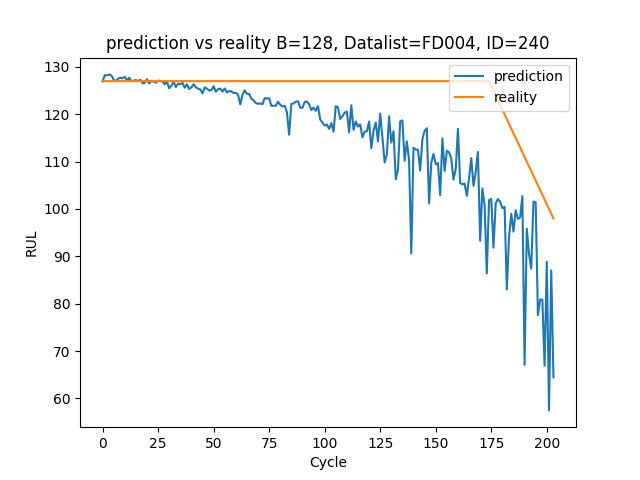 prediction vs reality B=128, Datalist=FD004, ID=240
prediction
reality
130
120
110
100
90
80
70
60
RUL
0 25 50 75 100 125 150 175 200
Cycle